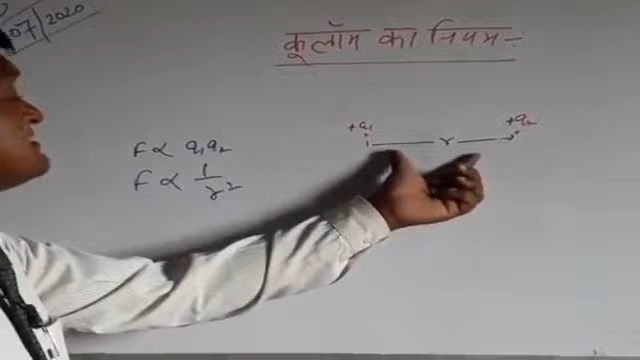 07/2020
कूलॉम का नियम :-
+q₁ +q₂
r
F ∝ q₁q₂
F ∝ 1/r²